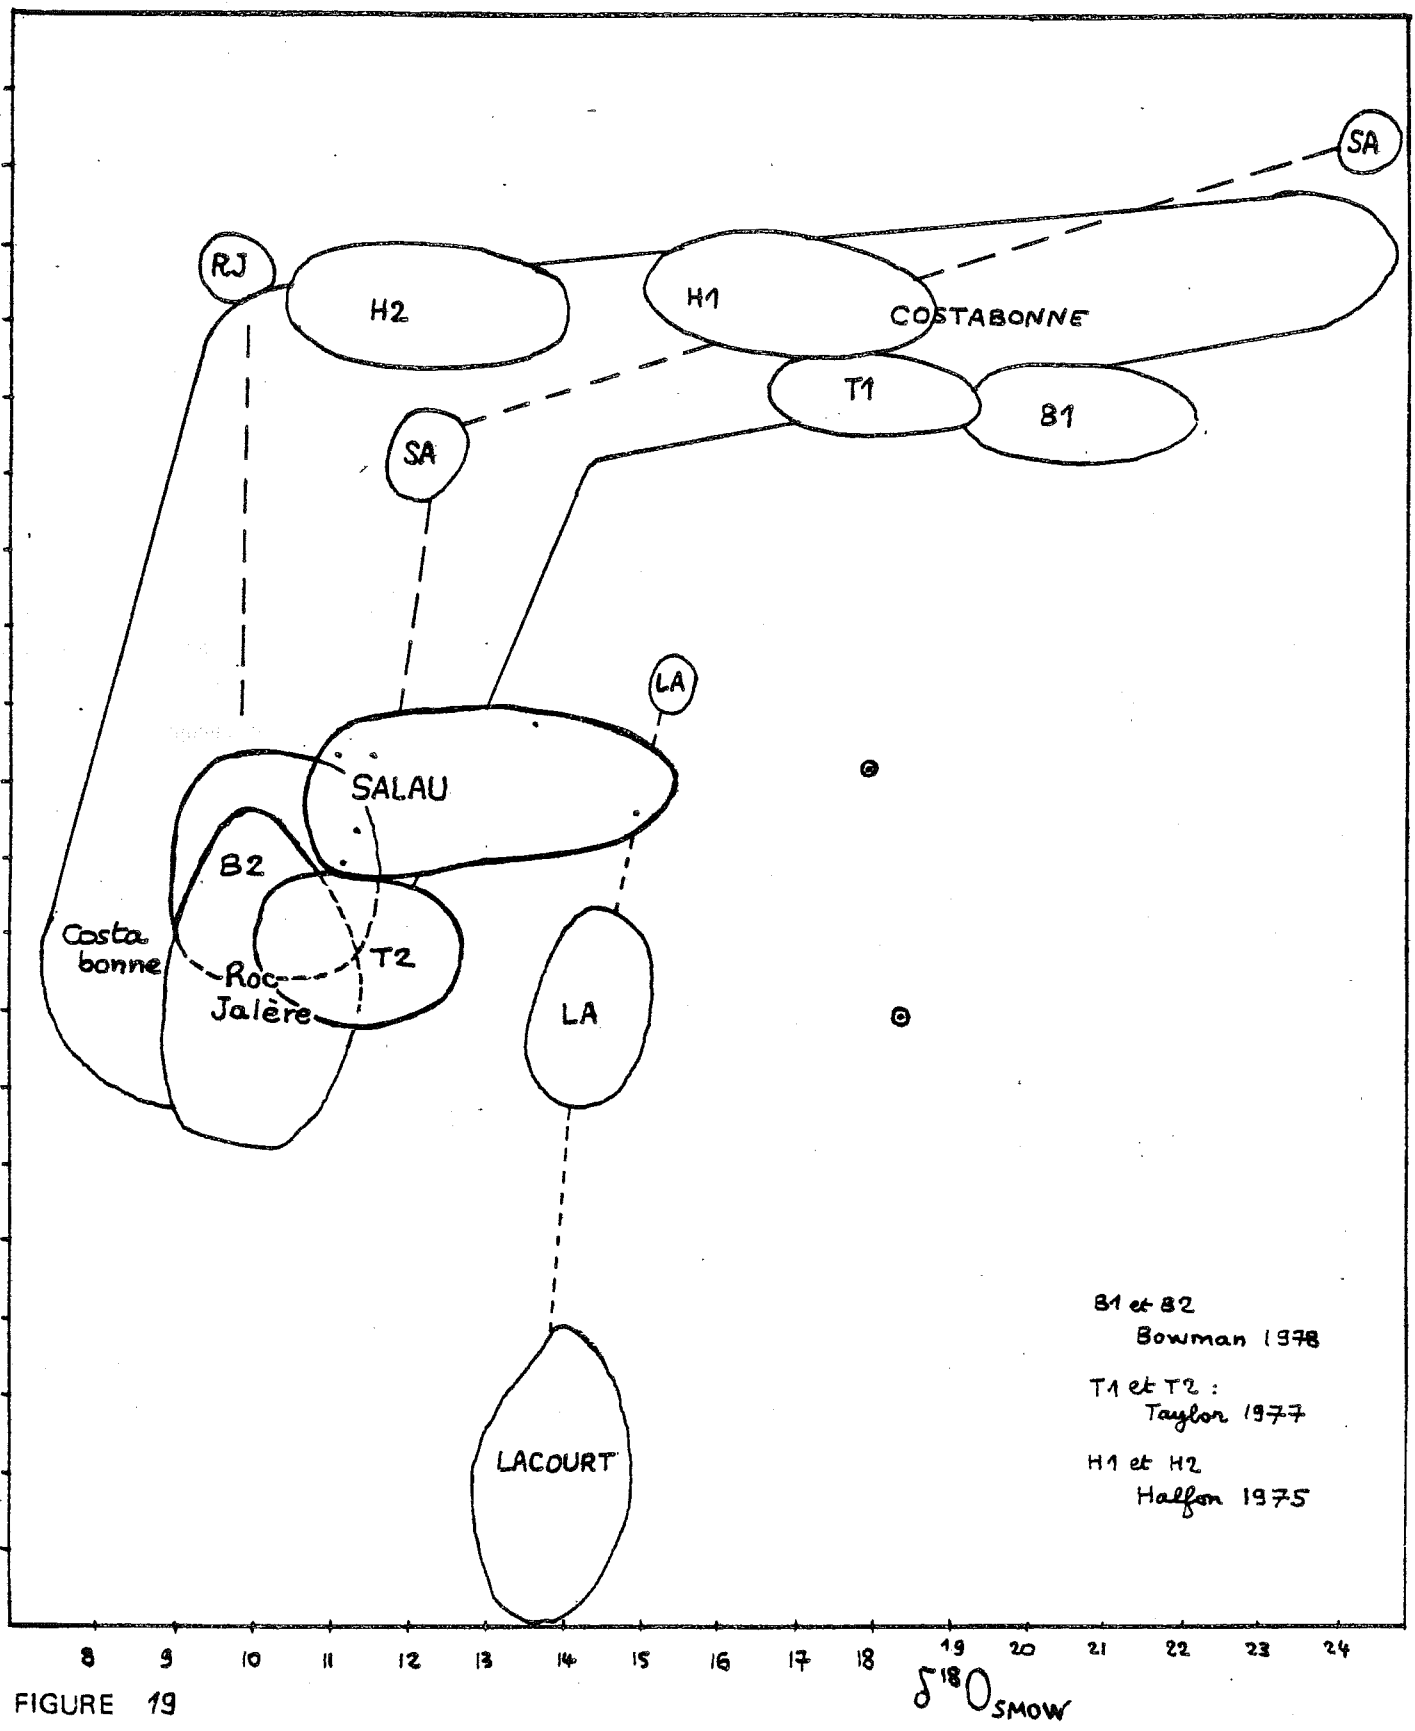 SA
RJ
H2
H1
COSTABONNE
T1
B1
SA
LA
SALAU
B2
Costa
bonne
T2
Roc
Jalère
LA
B1 et B2
Bowman 1978
T1 et T2 :
Taylor 1977
H1 et H2
Halfon 1975
LACOURT
8 9 10 11 12 13 14 15 16 17 18 19 20 21 22 23 24
δ18O SMOW
FIGURE 19